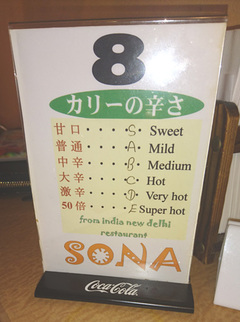 8
カリーの辛さ
甘口・・・・S・Sweet
普通・・・・A・Mild
中辛・・・・B・Medium
大辛・・・・C・Hot
激辛・・・・D・Very hot
50倍・・・・E Super hot
from india new delhi
restaurant
SONA
Coca-Cola